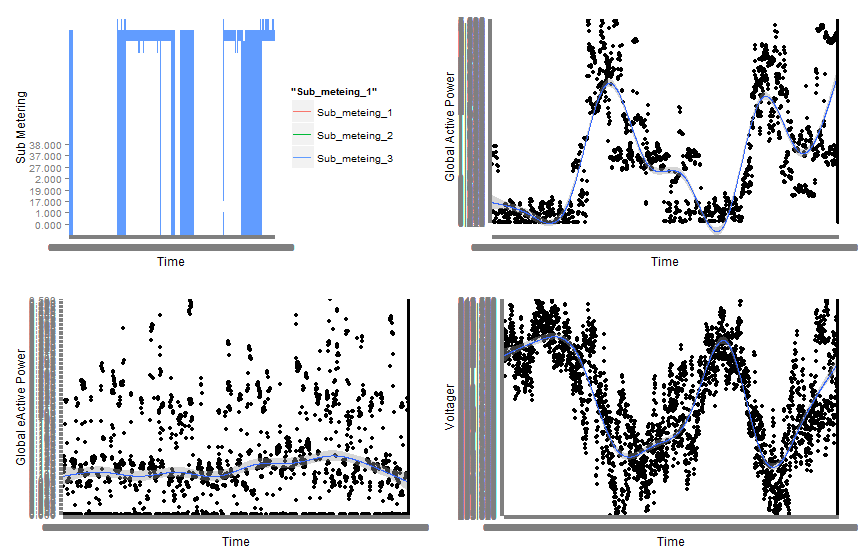 Sub Metering
38.000
37.000
27.000
2.000
19.000
17.000
1.000
0.000
Time
"Sub_meteing_1"
Sub_meteing_1
Sub_meteing_2
Sub_meteing_3
Global Active Power
Time
Global eActive Power
Time
Voltager
Time